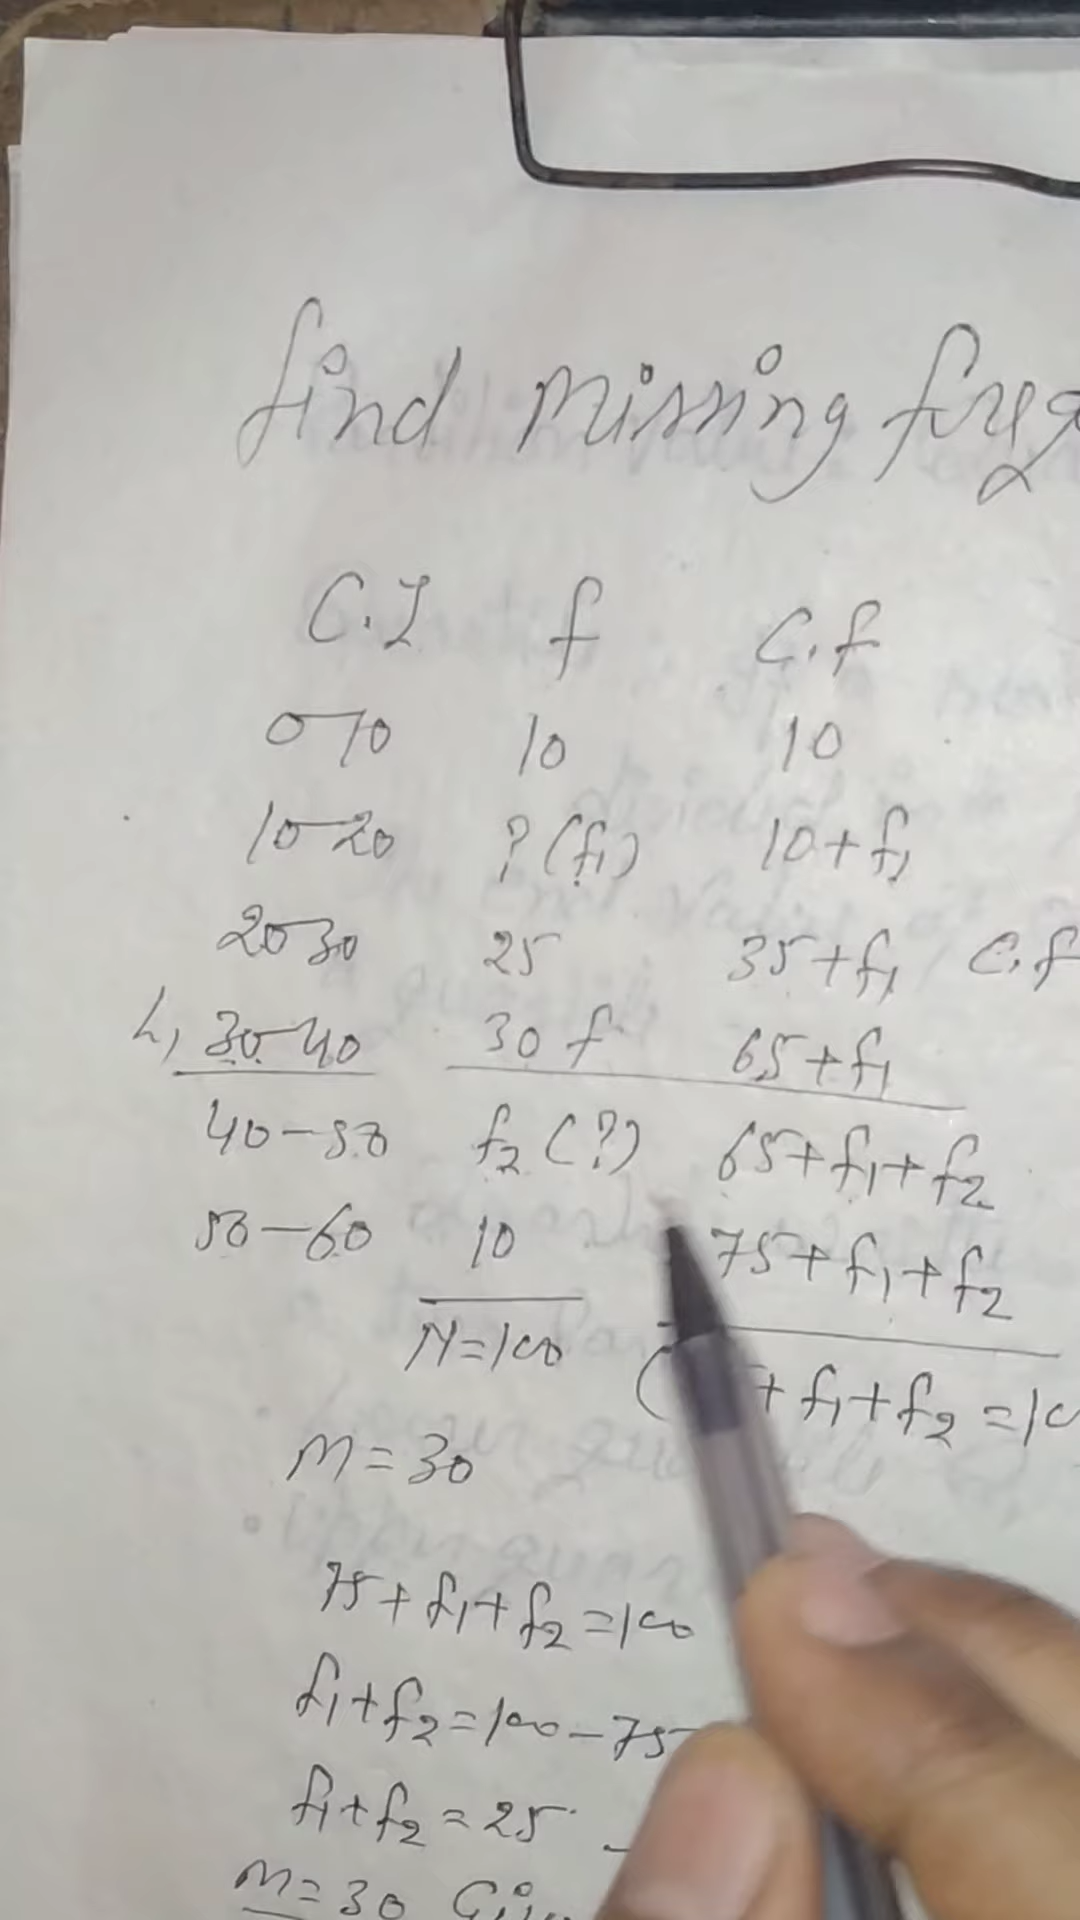 find missing
C.I f C.f
0-10 10 10
10-20 ?(f1) 10+f1
20-30 25 35+f1 C.f
L1 30-40 30 f 65+f1
40-50 f2(?) 65+f1+f2
50-60 10 75+f1+f2
N=100 +f1+f2=10
M=30
75+f1+f2=100
f1+f2=100-75
f1+f2=25
M=30